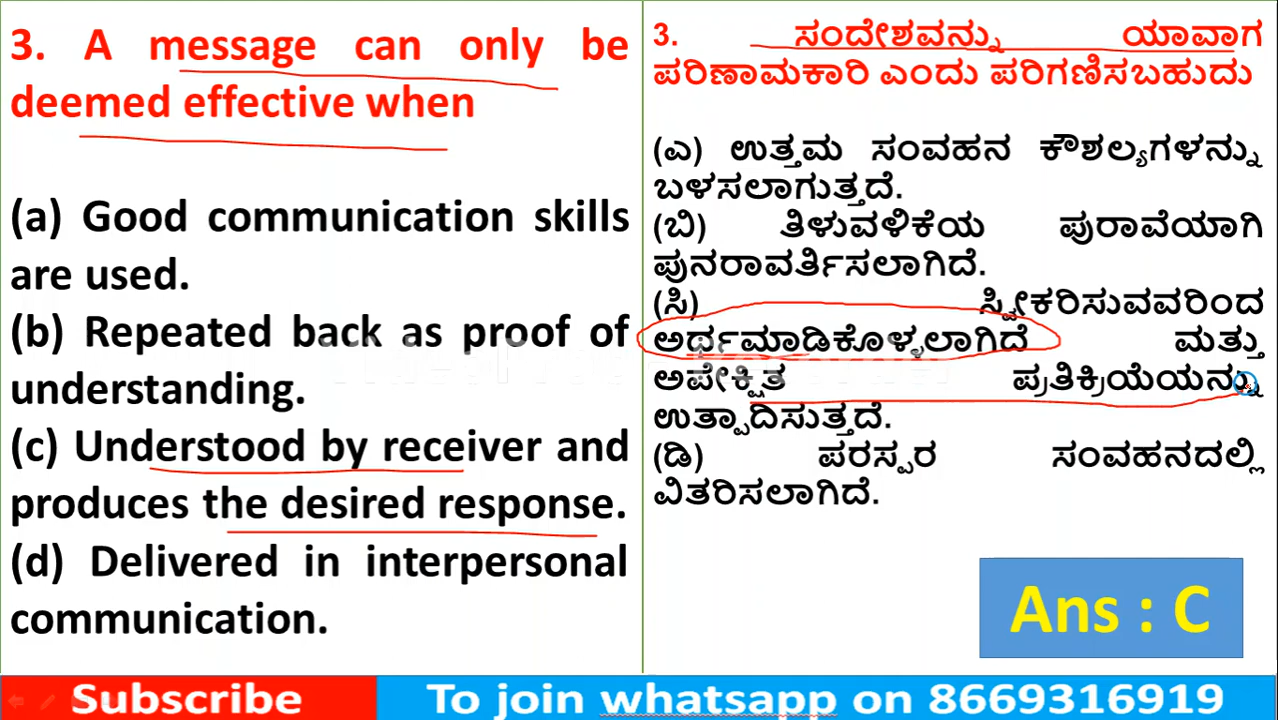 3. A message can only be
deemed effective when
(a) Good communication skills
are used.
(b) Repeated back as proof of
understanding.
(c) Understood by receiver and
produces the desired response.
(d) Delivered in interpersonal
communication.
3. ಸಂದೇಶವನ್ನು ಯಾವಾಗ
ಪರಿಣಾಮಕಾರಿ ಎಂದು ಪರಿಗಣಿಸಬಹುದು
(ಎ) ಉತ್ತಮ ಸಂವಹನ ಕೌಶಲ್ಯಗಳನ್ನು
ಬಳಸಲಾಗುತ್ತದೆ.
(ಬಿ) ತಿಳುವಳಿಕೆಯ ಪುರಾವೆಯಾಗಿ
ಪುನರಾವರ್ತಿಸಲಾಗಿದೆ.
(ಸಿ) ಸ್ವೀಕರಿಸುವವರಿಂದ
ಅರ್ಥಮಾಡಿಕೊಳ್ಳಲಾಗಿದೆ ಮತ್ತು
ಅಪೇಕ್ಷಿತ ಪ್ರತಿಕ್ರಿಯೆಯನ್ನು
ಉತ್ಪಾದಿಸುತ್ತದೆ.
(ಡಿ) ಪರಸ್ಪರ ಸಂವಹನದಲ್ಲಿ
ವಿತರಿಸಲಾಗಿದೆ.
Ans : C
Subscribe
To join whatsapp on 8669316919